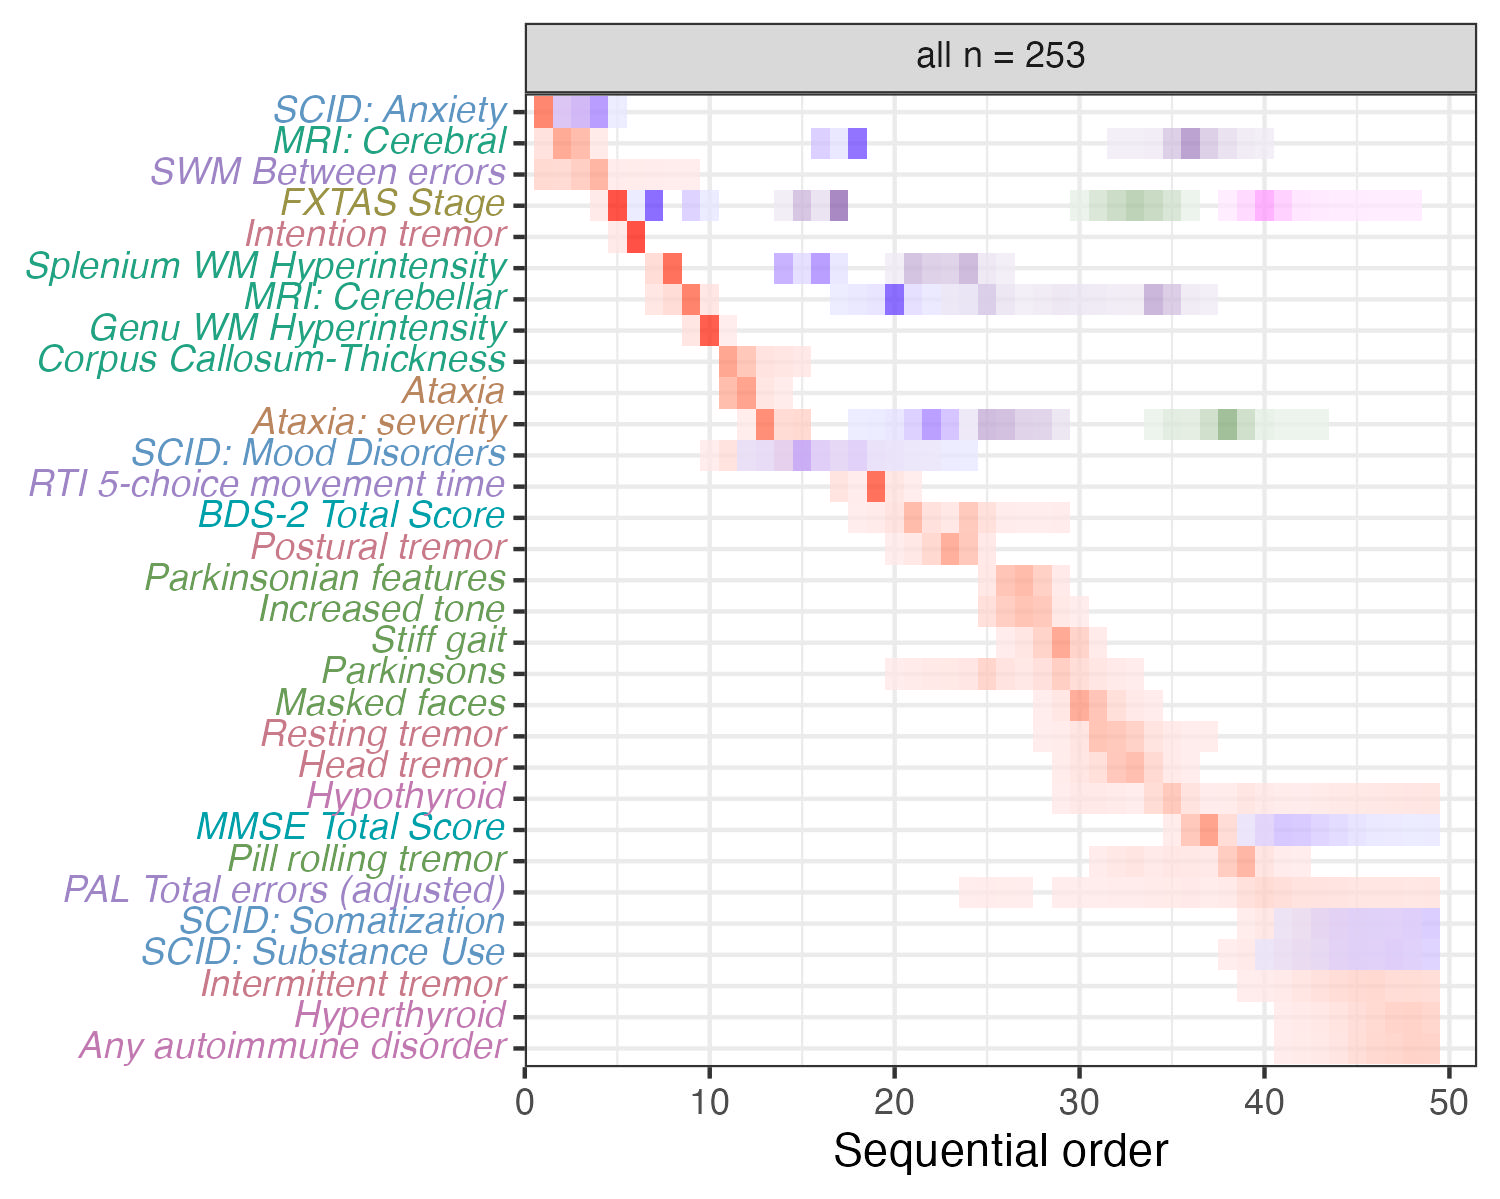 all n = 253
SCID: Anxiety
MRI: Cerebral
SWM Between errors
FXTAS Stage
Intention tremor
Splenium WM Hyperintensity
MRI: Cerebellar
Genu WM Hyperintensity
Corpus Callosum-Thickness
Ataxia
Ataxia: severity
SCID: Mood Disorders
RTI 5-choice movement time
BDS-2 Total Score
Postural tremor
Parkinsonian features
Increased tone
Stiff gait
Parkinsons
Masked faces
Resting tremor
Head tremor
Hypothyroid
MMSE Total Score
Pill rolling tremor
PAL Total errors (adjusted)
SCID: Somatization
SCID: Substance Use
Intermittent tremor
Hyperthyroid
Any autoimmune disorder
0 10 20 30 40 50
Sequential order